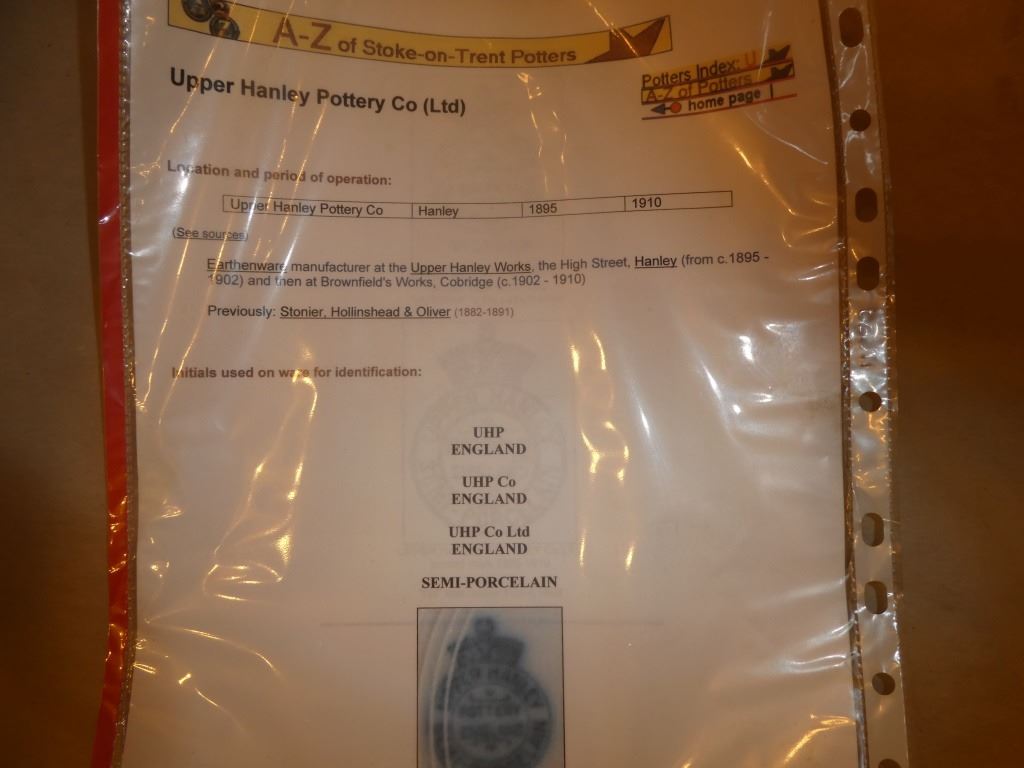 A-Z of Stoke-on-Trent Potters
Potters Index: U
A-Z of Potters
home page
Upper Hanley Pottery Co (Ltd)
Location and period of operation:
Upper Hanley Pottery Co Hanley 1895 1910
(See sources)
Earthenware manufacturer at the Upper Hanley Works, the High Street, Hanley (from c.1895 -
1902) and then at Brownfield's Works, Cobridge (c.1902 - 1910)
Previously: Stonier, Hollinshead & Oliver (1882-1891)
Initials used on ware for identification:
UHP
ENGLAND
UHP Co
ENGLAND
UHP Co Ltd
ENGLAND
SEMI-PORCELAIN
UPPER HANLEY
POTTERY